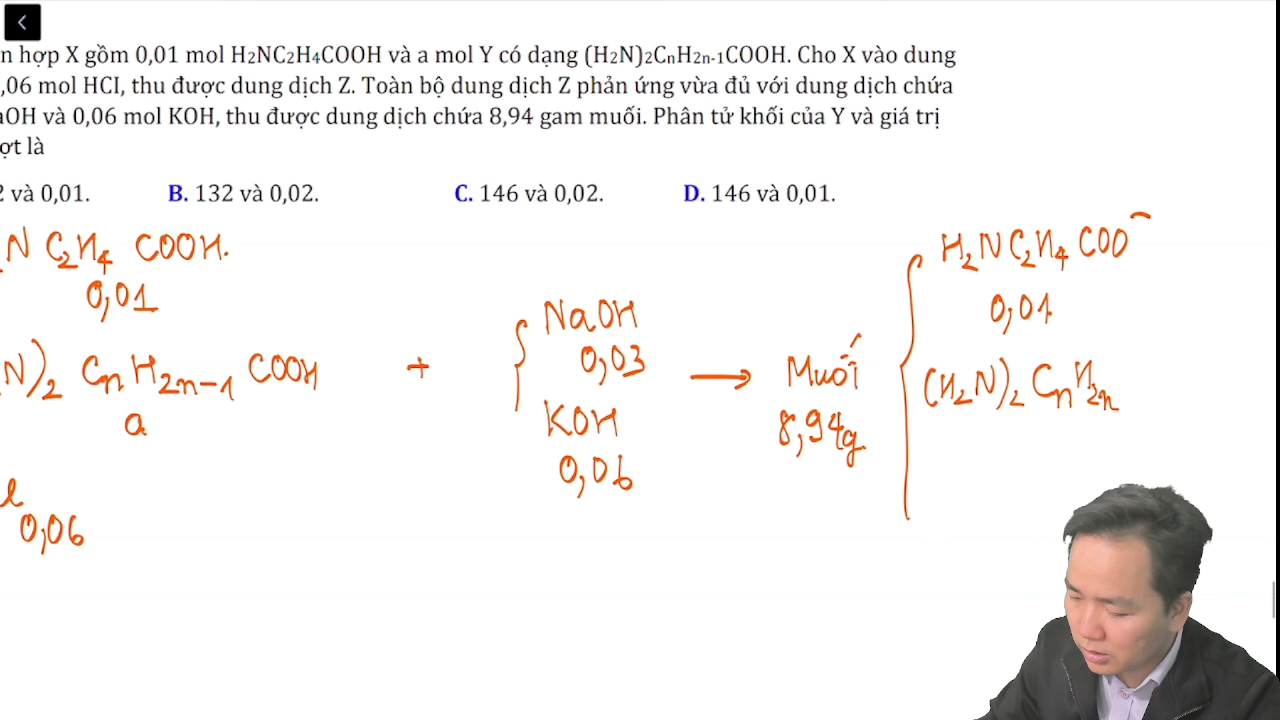 n hợp X gồm 0,01 mol H2NC2H4COOH và a mol Y có dạng (H2N)2CnH2n-1COOH. Cho X vào dung
,06 mol HCl, thu được dung dịch Z. Toàn bộ dung dịch Z phản ứng vừa đủ với dung dịch chứa
aOH và 0,06 mol KOH, thu được dung dịch chứa 8,94 gam muối. Phân tử khối của Y và giá trị
ợt là
2 và 0,01. B. 132 và 0,02. C. 146 và 0,02. D. 146 và 0,01.
2N C2H4 COOH.
0,01
N)2 CnH2n-1 COOH
a
l
0,06
+
NaOH
0,03
KOH
0,06
→ Muối
8,94g
H2NC2H4COO-
0,01
(H2N)2CnH2n